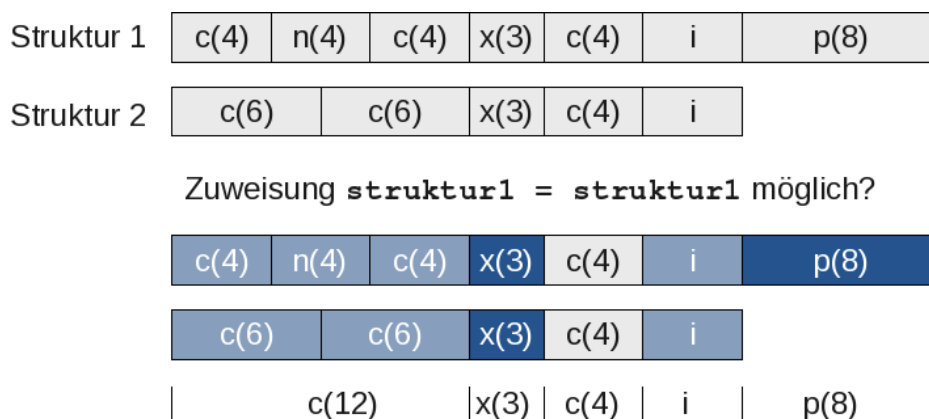 Struktur 1 c(4) n(4) c(4) x(3) c(4) i p(8)
Struktur 2 c(6) c(6) x(3) c(4) i
Zuweisung struktur1 = struktur1 möglich?
c(4) n(4) c(4) x(3) c(4) i p(8)
c(6) c(6) x(3) c(4) i
c(12) x(3) c(4) i p(8)